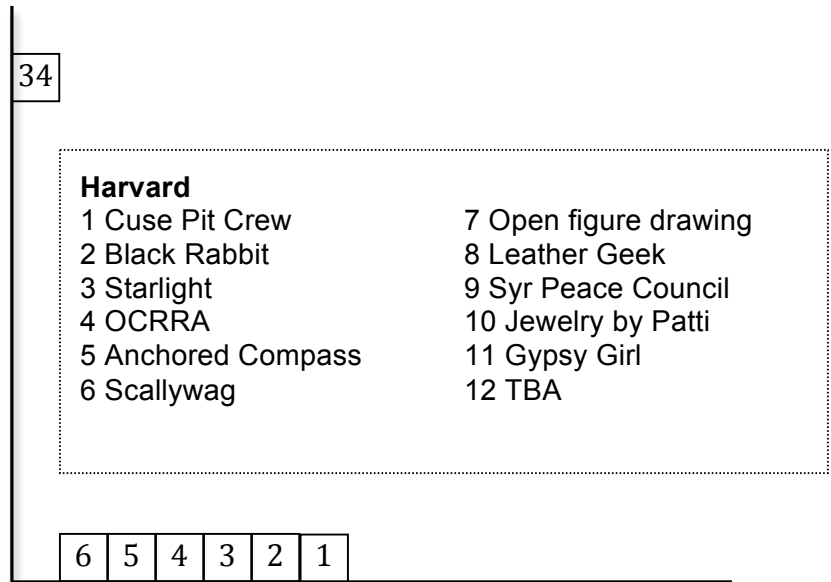 34
Harvard
1 Cuse Pit Crew
2 Black Rabbit
3 Starlight
4 OCRRA
5 Anchored Compass
6 Scallywag
7 Open figure drawing
8 Leather Geek
9 Syr Peace Council
10 Jewelry by Patti
11 Gypsy Girl
12 TBA
6 5 4 3 2 1